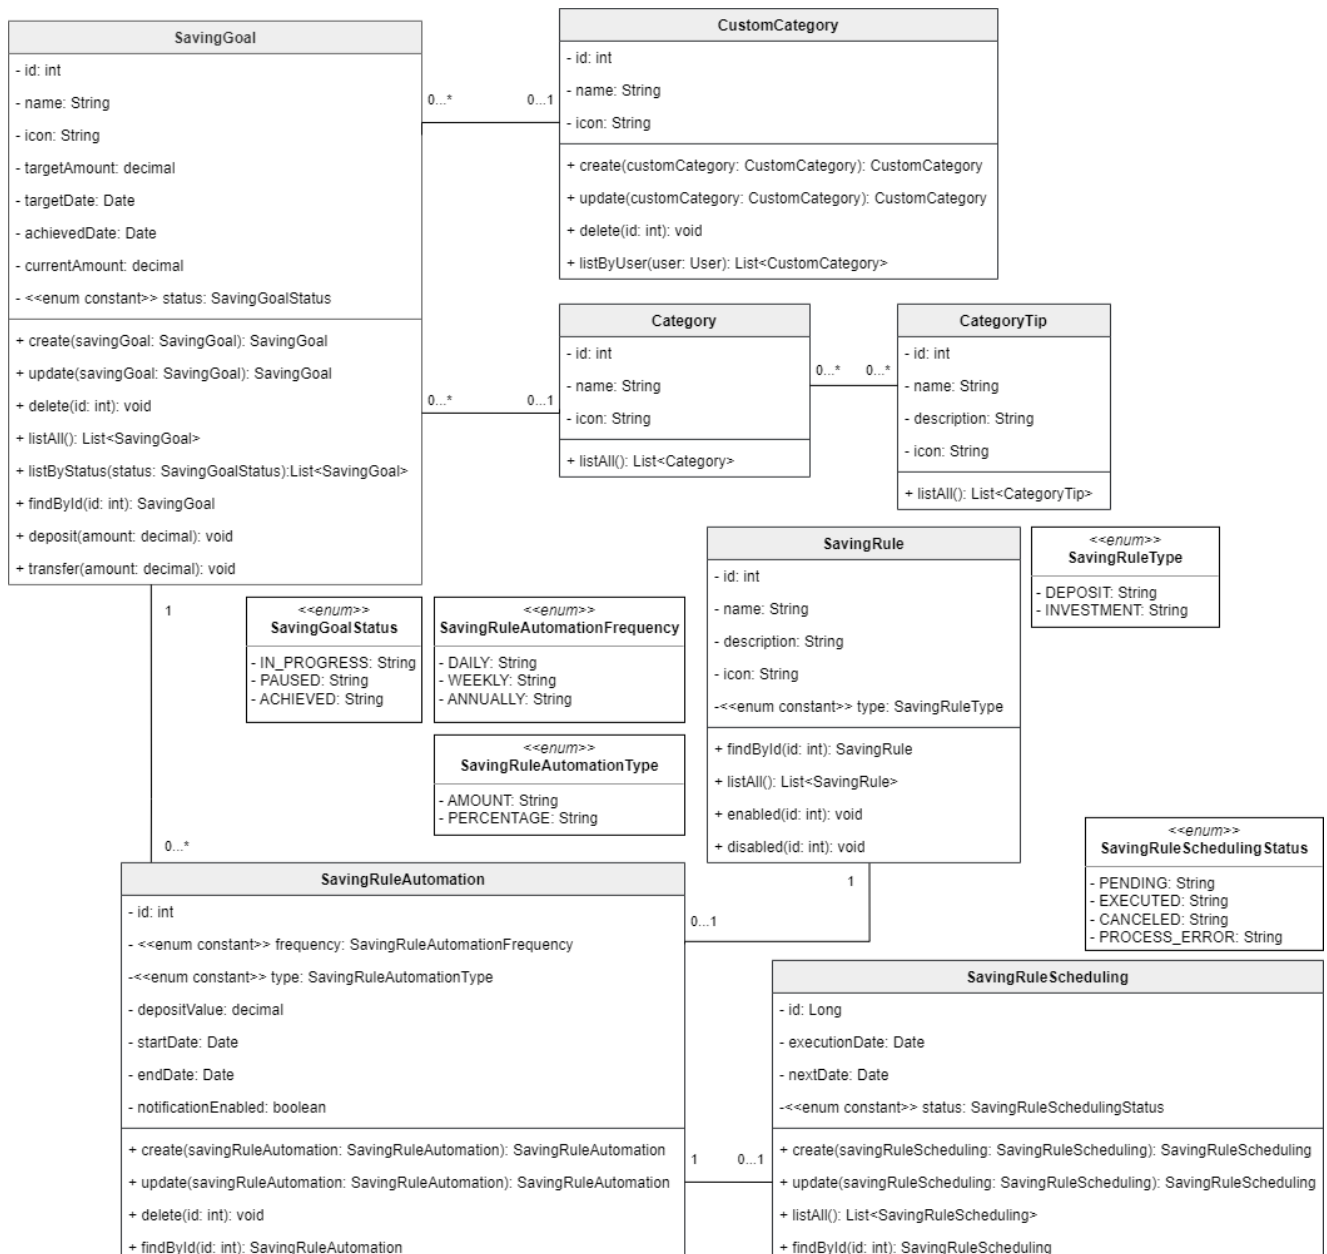 SavingGoal
- id: int
- name: String
- icon: String
- targetAmount: decimal
- targetDate: Date
- achievedDate: Date
- currentAmount: decimal
- <<enum constant>> status: SavingGoalStatus
+ create(savingGoal: SavingGoal): SavingGoal
+ update(savingGoal: SavingGoal): SavingGoal
+ delete(id: int): void
+ listAll(): List<SavingGoal>
+ listByStatus(status: SavingGoalStatus):List<SavingGoal>
+ findById(id: int): SavingGoal
+ deposit(amount: decimal): void
+ transfer(amount: decimal): void
0...*
0...1
CustomCategory
- id: int
- name: String
- icon: String
+ create(customCategory: CustomCategory): CustomCategory
+ update(customCategory: CustomCategory): CustomCategory
+ delete(id: int): void
+ listByUser(user: User): List<CustomCategory>
0...*
0...1
Category
- id: int
- name: String
- icon: String
+ listAll(): List<Category>
0...*
0...*
CategoryTip
- id: int
- name: String
- description: String
- icon: String
+ listAll(): List<CategoryTip>
1
0...*
<<enum>>
SavingGoalStatus
- IN_PROGRESS: String
- PAUSED: String
- ACHIEVED: String
<<enum>>
SavingRuleAutomationFrequency
- DAILY: String
- WEEKLY: String
- ANNUALLY: String
<<enum>>
SavingRuleAutomationType
- AMOUNT: String
- PERCENTAGE: String
SavingRule
- id: int
- name: String
- description: String
- icon: String
-<<enum constant>> type: SavingRuleType
+ findById(id: int): SavingRule
+ listAll(): List<SavingRule>
+ enabled(id: int): void
+ disabled(id: int): void
<<enum>>
SavingRuleType
- DEPOSIT: String
- INVESTMENT: String
1
0...1
<<enum>>
SavingRuleSchedulingStatus
- PENDING: String
- EXECUTED: String
- CANCELED: String
- PROCESS_ERROR: String
SavingRuleAutomation
- id: int
- <<enum constant>> frequency: SavingRuleAutomationFrequency
-<<enum constant>> type: SavingRuleAutomationType
- depositValue: decimal
- startDate: Date
- endDate: Date
- notificationEnabled: boolean
+ create(savingRuleAutomation: SavingRuleAutomation): SavingRuleAutomation
+ update(savingRuleAutomation: SavingRuleAutomation): SavingRuleAutomation
+ delete(id: int): void
+ findById(id: int): SavingRuleAutomation
1
0...1
SavingRuleScheduling
- id: Long
- executionDate: Date
- nextDate: Date
-<<enum constant>> status: SavingRuleSchedulingStatus
+ create(savingRuleScheduling: SavingRuleScheduling): SavingRuleScheduling
+ update(savingRuleScheduling: SavingRuleScheduling): SavingRuleScheduling
+ listAll(): List<SavingRuleScheduling>
+ findById(id: int): SavingRuleScheduling